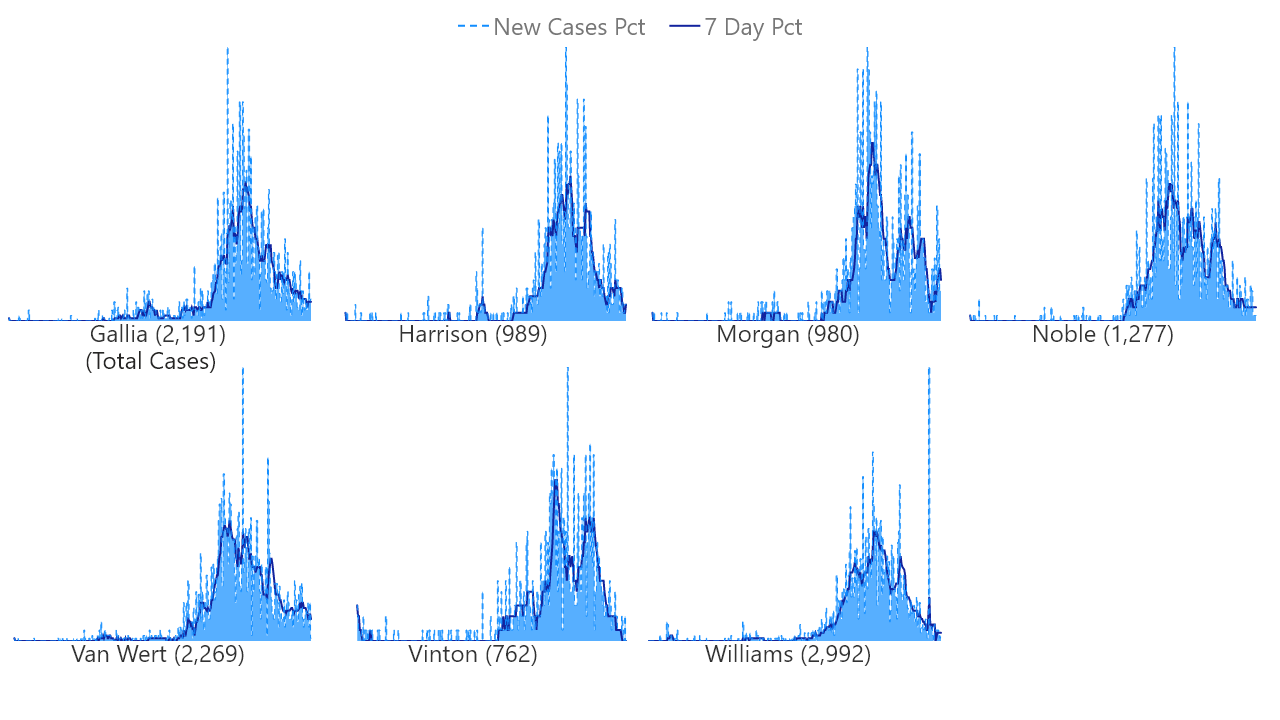 New Cases Pct 7 Day Pct
Gallia (2,191) Harrison (989) Morgan (980) Noble (1,277)
(Total Cases)
Van Wert (2,269) Vinton (762) Williams (2,992)